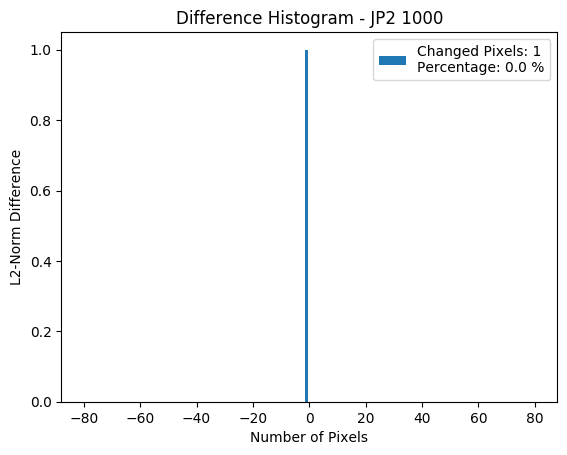 Difference Histogram - JP2 1000
Changed Pixels: 1
Percentage: 0.0 %
L2-Norm Difference
1.0
0.8
0.6
0.4
0.2
0.0
−80 −60 −40 −20 0 20 40 60 80
Number of Pixels